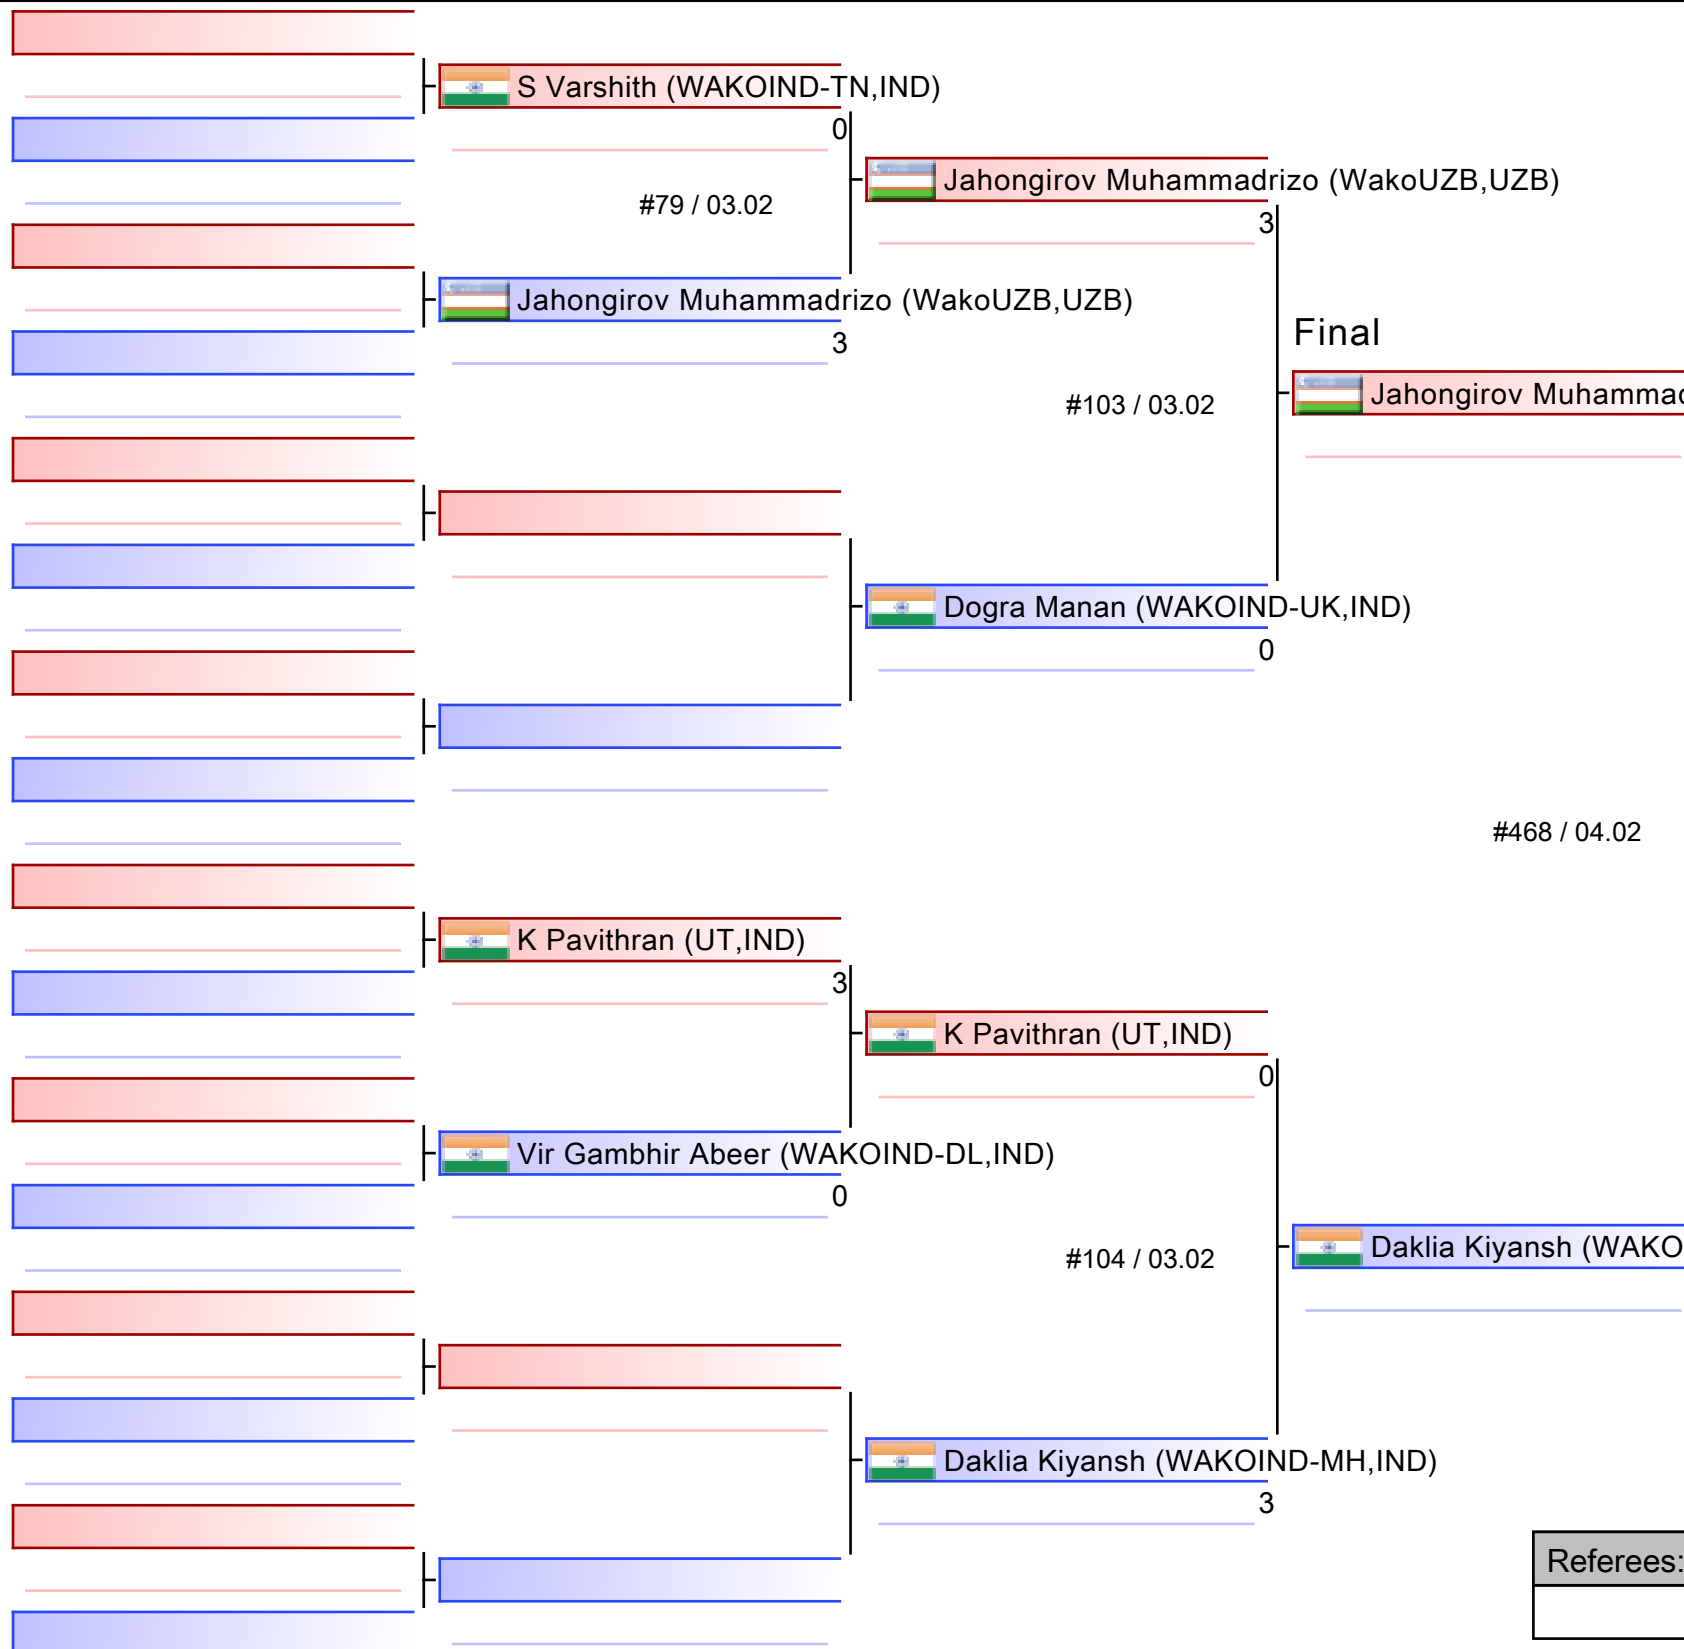 S Varshith (WAKOIND-TN,IND)
0
Jahongirov Muhammadrizo (WakoUZB,UZB)
3
#79 / 03.02
Jahongirov Muhammadrizo (WakoUZB,UZB)
3
Final
Jahongirov Muhammad
#103 / 03.02
Dogra Manan (WAKOIND-UK,IND)
0
#468 / 04.02
K Pavithran (UT,IND)
3
K Pavithran (UT,IND)
0
Vir Gambhir Abeer (WAKOIND-DL,IND)
0
Daklia Kiyansh (WAKO
#104 / 03.02
Daklia Kiyansh (WAKOIND-MH,IND)
3
Referees: